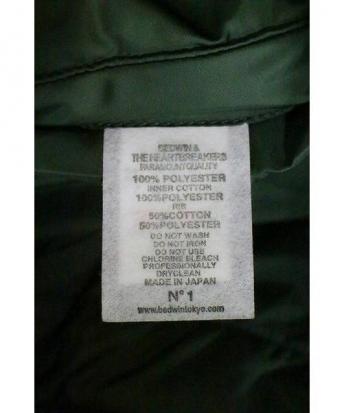 BEDWIN &
THE HEARTBREAKERS
PARAMOUNT QUALITY
100% POLYESTER
INNER COTTON
100% POLYESTER
RIB
50% COTTON
50% POLYESTER
DO NOT WASH
DO NOT IRON
DO NOT USE
CHLORINE BLEACH
PROFESSIONALLY
DRYCLEAN
MADE IN JAPAN
N° 1
www.bedwintokyo.com